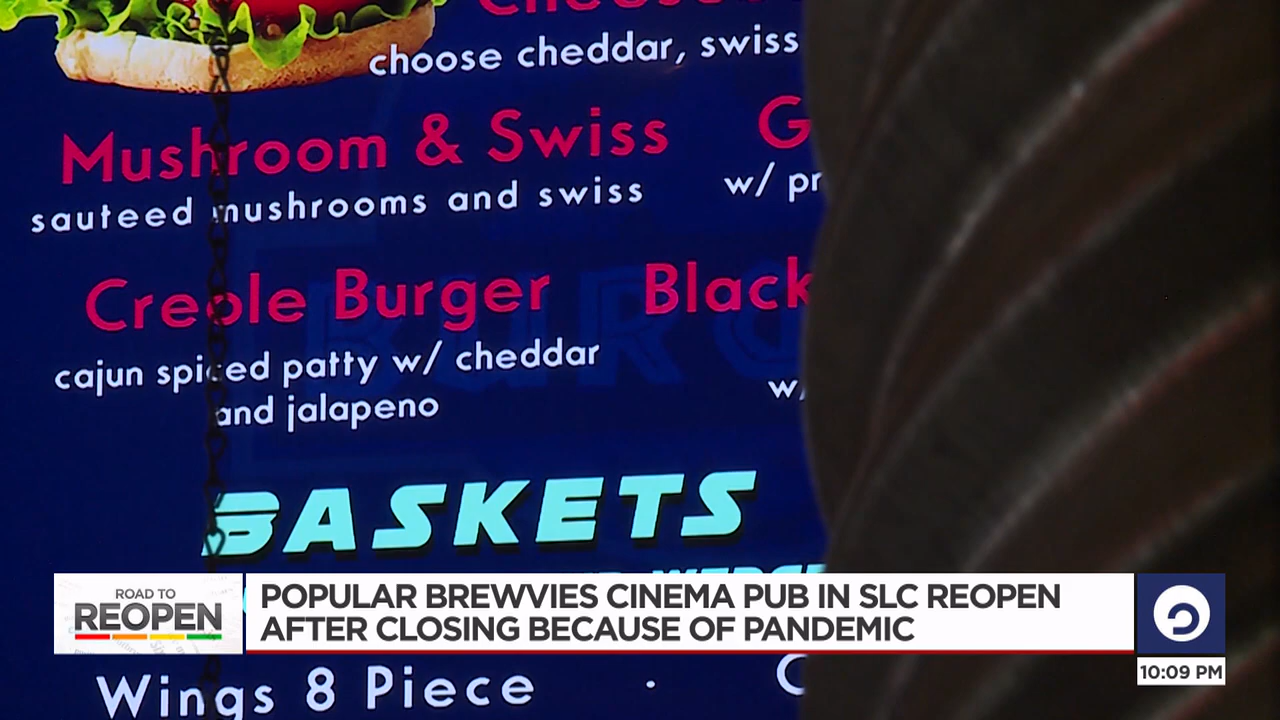 choose cheddar, swiss
Mushroom & Swiss G
sauteed mushrooms and swiss w/ pr
Creole Burger Black
cajun spiced patty w/ cheddar
and jalapeno w/
BASKETS
ROAD TO
REOPEN
POPULAR BREWVIES CINEMA PUB IN SLC REOPEN
AFTER CLOSING BECAUSE OF PANDEMIC
10:09 PM
Wings 8 Piece . C